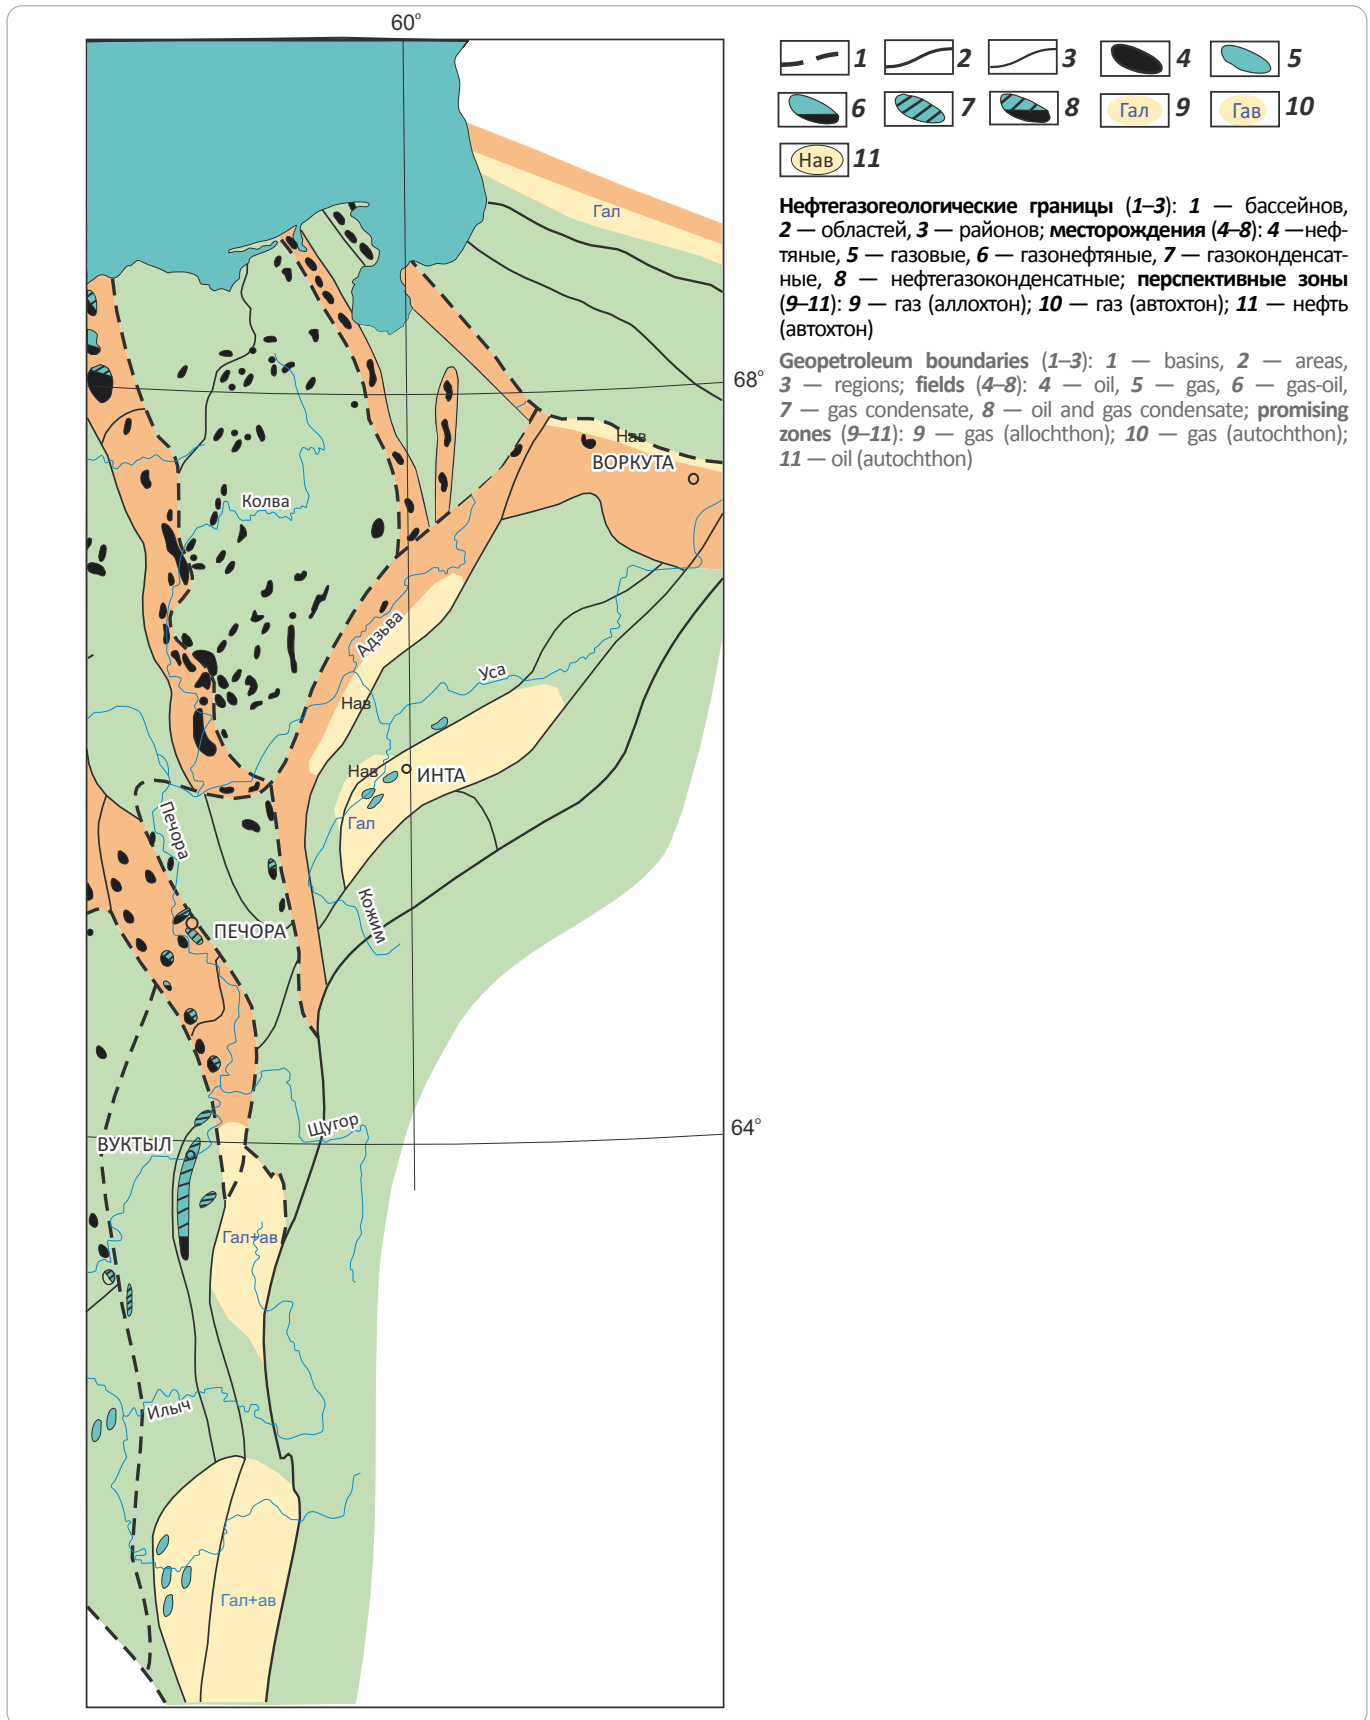 60°
1
2
3
4
5
6
7
8
Гал
9
Гав
10
Нав
11
Нефтегазогеологические границы (1–3): 1 — бассейнов,
2 — областей, 3 — районов; месторождения (4–8): 4 —неф-
тяные, 5 — газовые, 6 — газонефтяные, 7 — газоконденсат-
ные, 8 — нефтегазоконденсатные; перспективные зоны
(9–11): 9 — газ (аллохтон); 10 — газ (автохтон); 11 — нефть
(автохтон)
Geopetroleum boundaries (1–3): 1 — basins, 2 — areas,
3 — regions; fields (4–8): 4 — oil, 5 — gas, 6 — gas-oil,
7 — gas condensate, 8 — oil and gas condensate; promising
zones (9–11): 9 — gas (allochthon); 10 — gas (autochthon);
11 — oil (autochthon)
Гал
68°
Нав
ВОРКУТА
Колва
Адзьва
Уса
Нав
Нав
ИНТА
Гал
Печора
Кожим
ПЕЧОРА
Щугор
64°
ВУКТЫЛ
Гал+ав
Илыч
Гал+ав